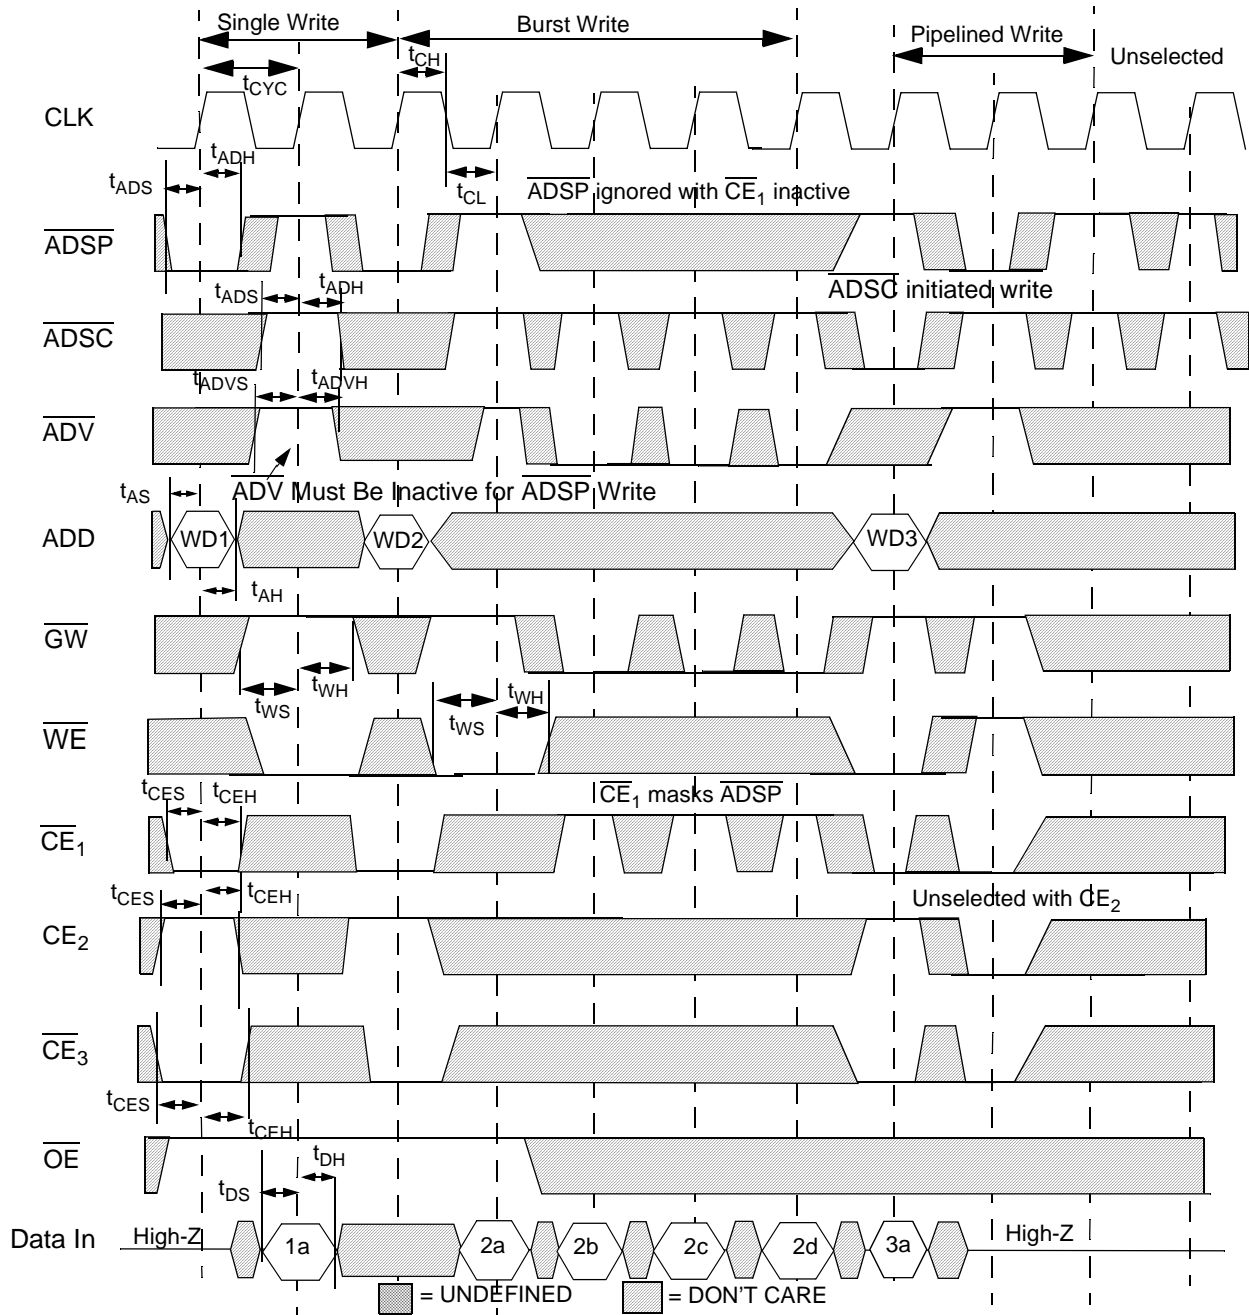 Single Write
Burst Write
Pipelined Write
Unselected
tCH
tCYC
CLK
tADH
tADS
tCL
ADSP ignored with CE1 inactive
ADSP
tADS
tADH
ADSC initiated write
ADSC
tADVS
tADVH
ADV
ADV Must Be Inactive for ADSP Write
tAS
ADD
WD1
WD2
WD3
tAH
GW
tWS
tWH
tWS
tWH
WE
tCES
tCEH
CE1 masks ADSP
CE1
tCES
tCEH
Unselected with CE2
CE2
CE3
tCES
tCEH
OE
tDH
tDS
Data In
High-Z
1a
2a
2b
2c
2d
3a
High-Z
= UNDEFINED
= DON'T CARE